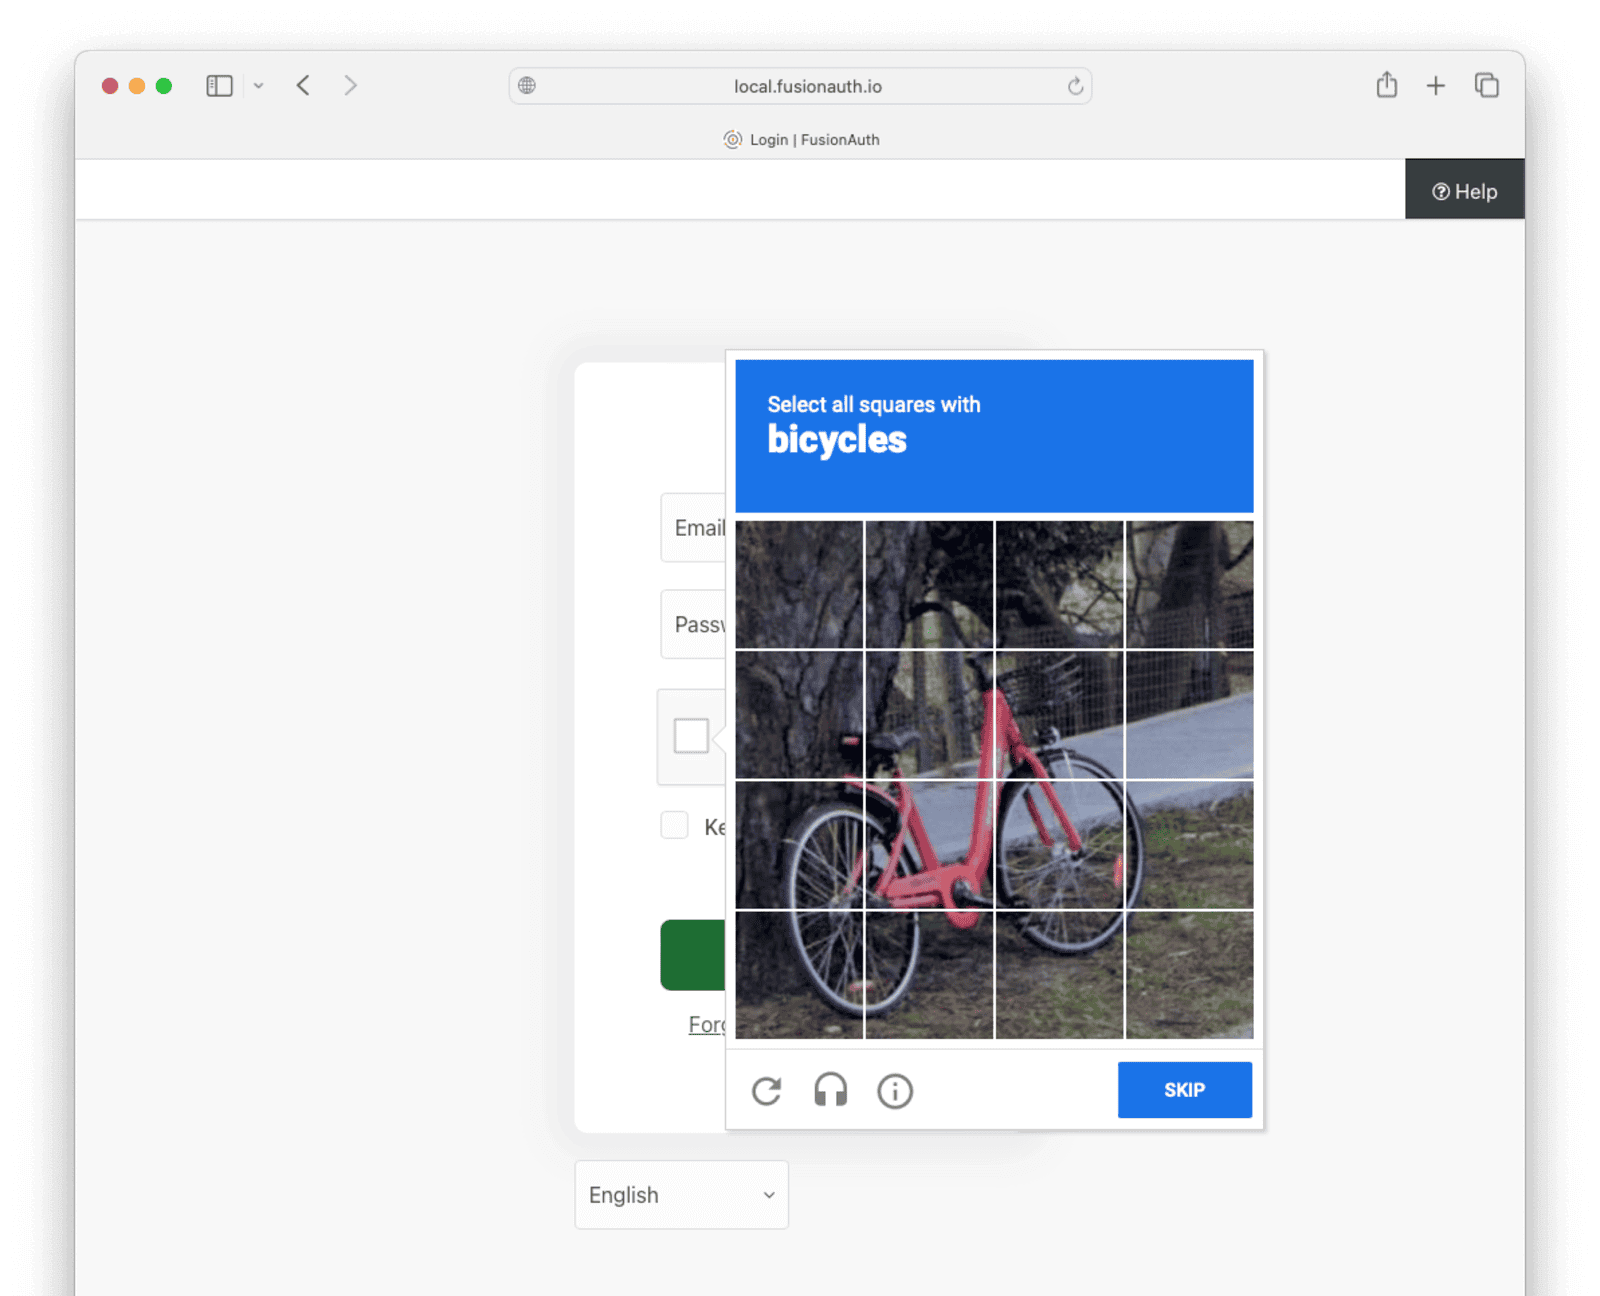 local.fusionauth.io
Login | FusionAuth
Help
Select all squares with
bicycles
Email
Passw
Ke
Forg
SKIP
English